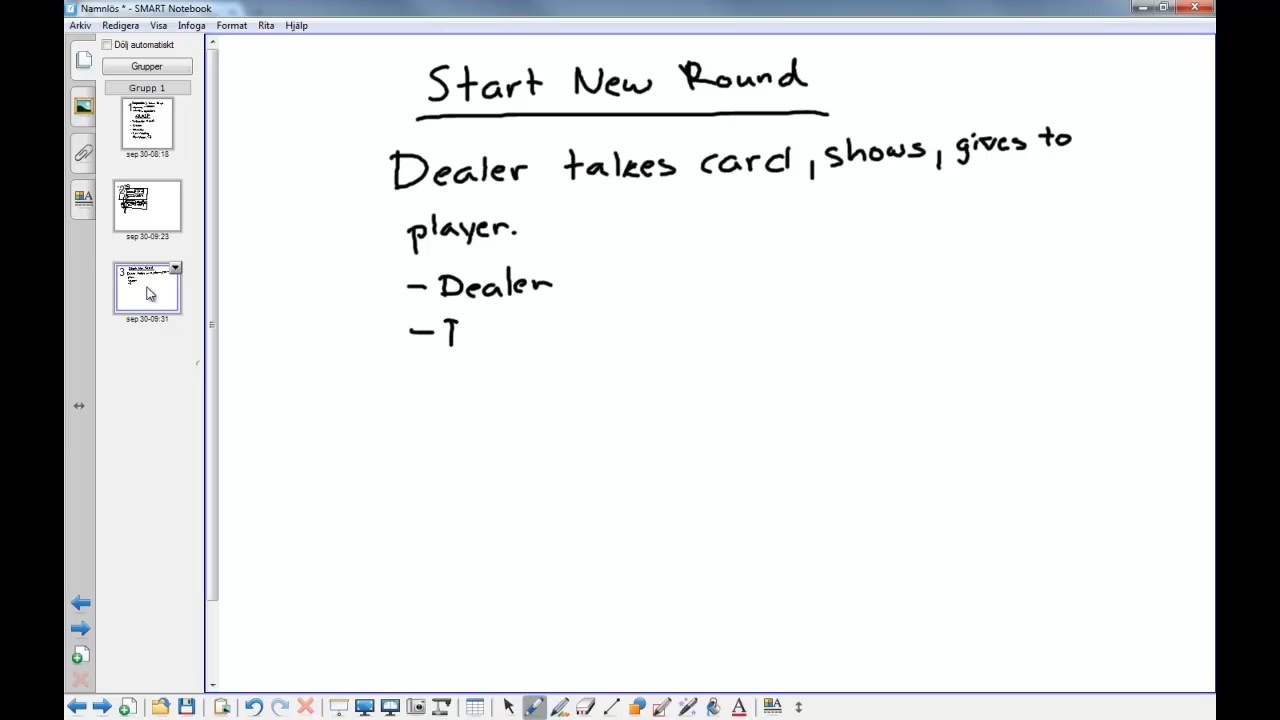 Namnlös * - SMART Notebook
Arkiv Redigera Visa Infoga Format Rita Hjälp
Dölj automatiskt
Grupper
Grupp 1
sep 30-08:18
sep 30-09:23
3
sep 30-09:31
Start New Round
Dealer takes card, shows, gives to
player.
- Dealer
- T